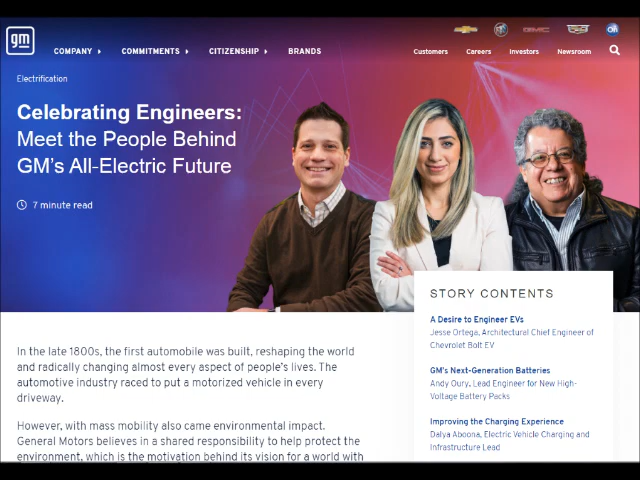 gm
COMPANY
COMMITMENTS
CITIZENSHIP
BRANDS
GMC
Customers
Careers
Investors
Newsroom
Electrification
Celebrating Engineers:
Meet the People Behind
GM's All-Electric Future
7 minute read
STORY CONTENTS
A Desire to Engineer EVs
Jesse Ortega, Architectural Chief Engineer of
Chevrolet Bolt EV
GM's Next-Generation Batteries
Andy Oury, Lead Engineer for New High-
Voltage Battery Packs
Improving the Charging Experience
Dalya Aboona, Electric Vehicle Charging and
Infrastructure Lead
In the late 1800s, the first automobile was built, reshaping the world
and radically changing almost every aspect of people's lives. The
automotive industry raced to put a motorized vehicle in every
driveway.
However, with mass mobility also came environmental impact.
General Motors believes in a shared responsibility to help protect the
environment, which is the motivation behind its vision for a world with